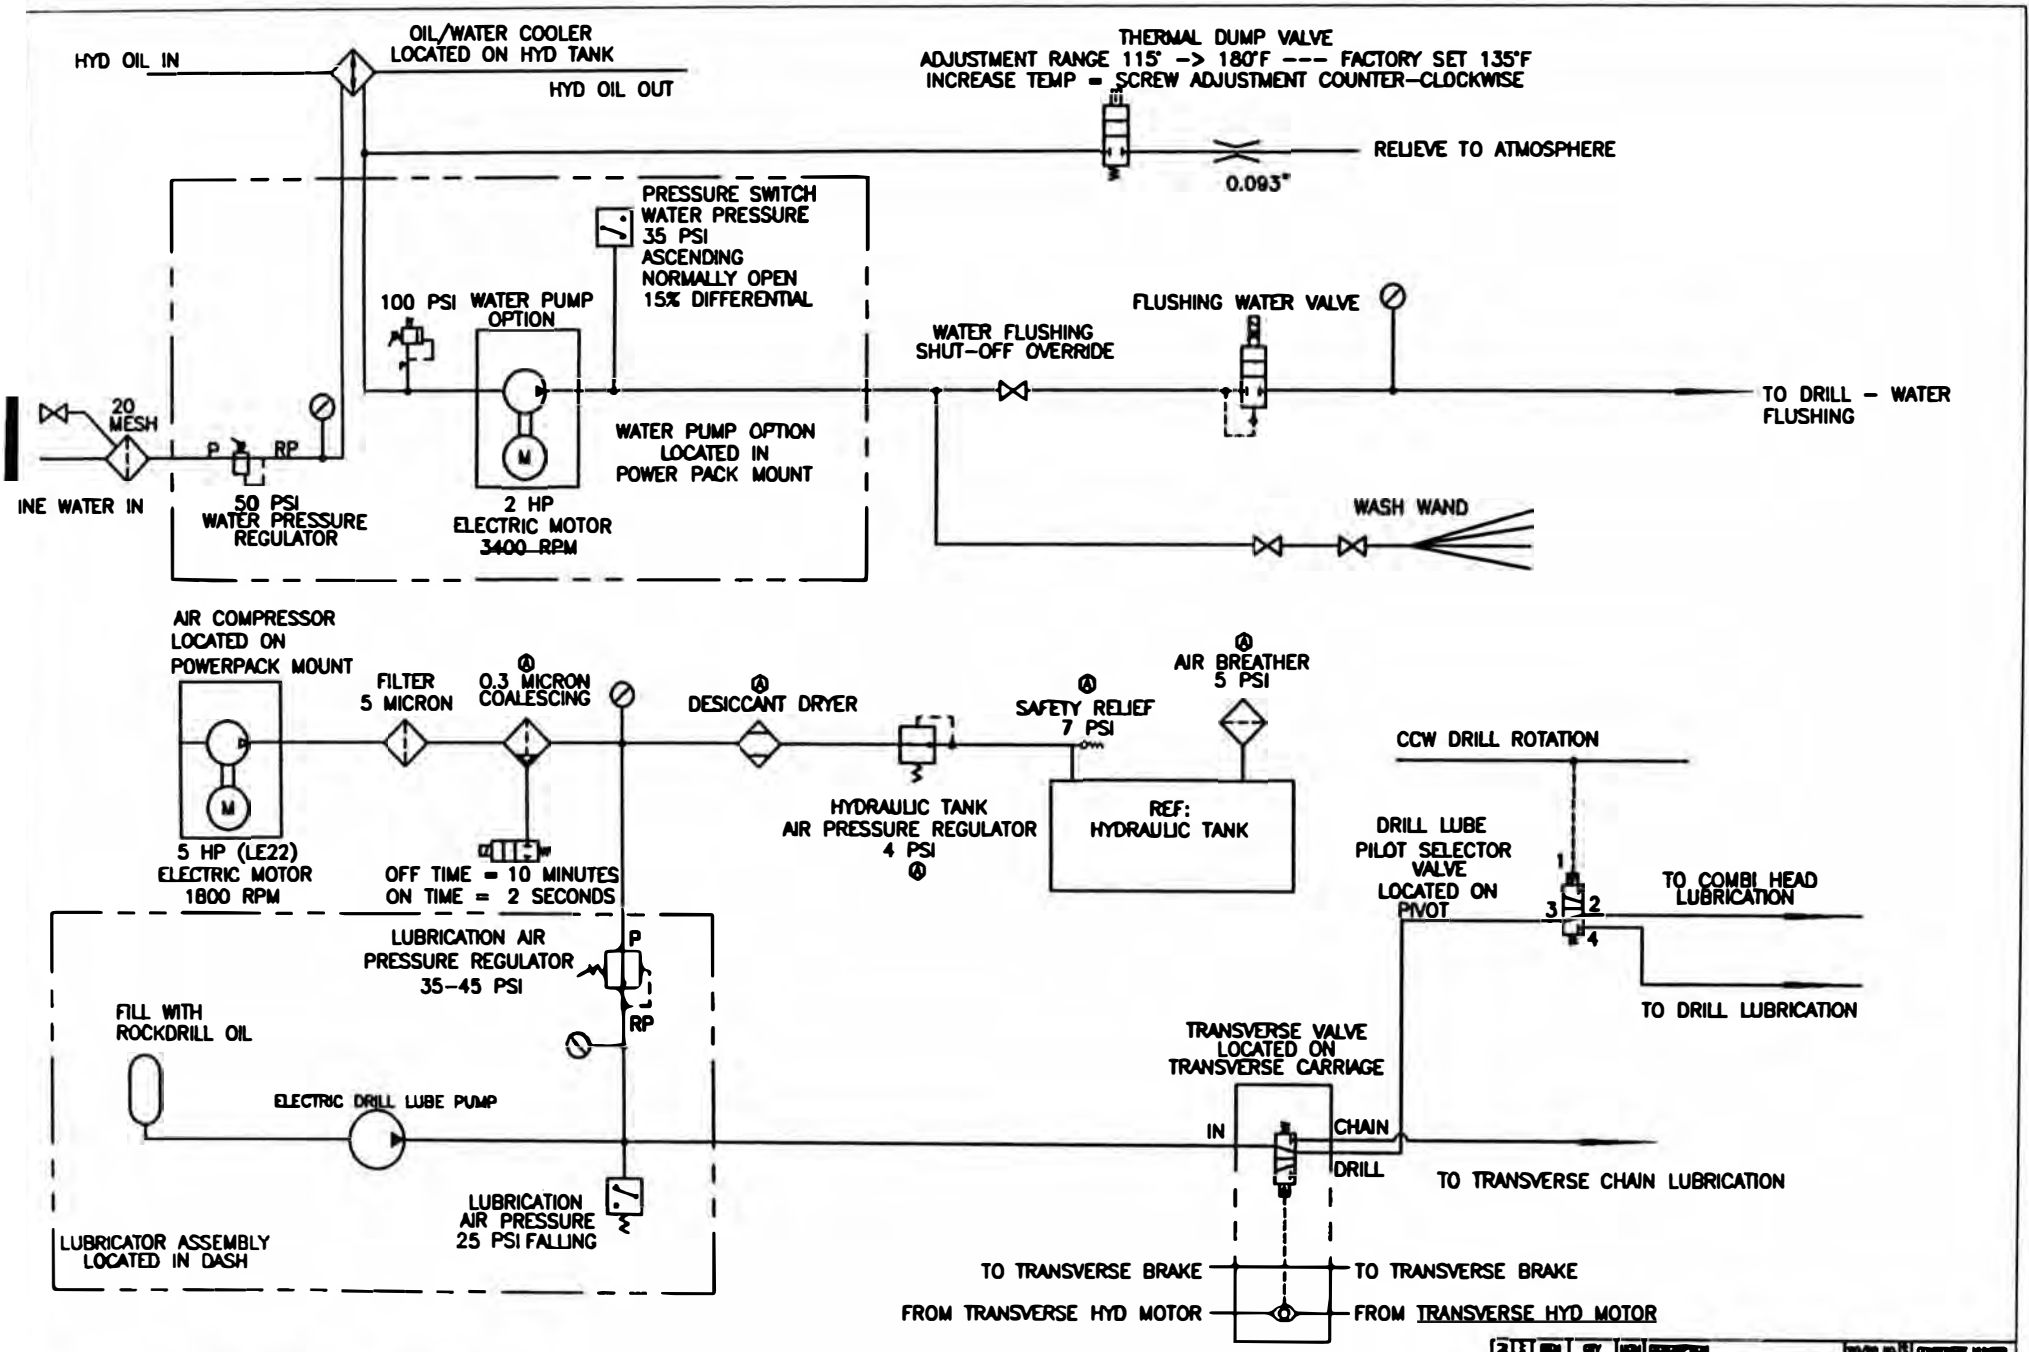 HYD OIL IN
OIL/WATER COOLER
LOCATED ON HYD TANK
HYD OIL OUT
THERMAL DUMP VALVE
ADJUSTMENT RANGE 115° -> 180°F --- FACTORY SET 135°F
INCREASE TEMP = SCREW ADJUSTMENT COUNTER-CLOCKWISE
RELIEVE TO ATMOSPHERE
0.093"
PRESSURE SWITCH
WATER PRESSURE
35 PSI
ASCENDING
NORMALLY OPEN
15% DIFFERENTIAL
100 PSI
WATER PUMP
OPTION
M
2 HP
ELECTRIC MOTOR
3400 RPM
WATER PUMP OPTION
LOCATED IN
POWER PACK MOUNT
WATER FLUSHING
SHUT-OFF OVERRIDE
FLUSHING WATER VALVE
TO DRILL - WATER
FLUSHING
WASH WAND
20
MESH
INE WATER IN
P
RP
50 PSI
WATER PRESSURE
REGULATOR
AIR COMPRESSOR
LOCATED ON
POWERPACK MOUNT
M
5 HP (LE22)
ELECTRIC MOTOR
1800 RPM
FILTER
5 MICRON
A
0.3 MICRON
COALESCING
OFF TIME = 10 MINUTES
ON TIME = 2 SECONDS
A
DESICCANT DRYER
HYDRAULIC TANK
AIR PRESSURE REGULATOR
4 PSI
A
A
SAFETY RELIEF
7 PSI
A
AIR BREATHER
5 PSI
REF:
HYDRAULIC TANK
CCW DRILL ROTATION
DRILL LUBE
PILOT SELECTOR
VALVE
LOCATED ON
PIVOT
1
2
3
4
TO COMBI HEAD
LUBRICATION
TO DRILL LUBRICATION
LUBRICATION AIR
PRESSURE REGULATOR
35-45 PSI
P
RP
FILL WITH
ROCKDRILL OIL
ELECTRIC DRILL LUBE PUMP
LUBRICATION
AIR PRESSURE
25 PSI FALLING
LUBRICATOR ASSEMBLY
LOCATED IN DASH
TRANSVERSE VALVE
LOCATED ON
TRANSVERSE CARRIAGE
IN
CHAIN
DRILL
TO TRANSVERSE CHAIN LUBRICATION
TO TRANSVERSE BRAKE
TO TRANSVERSE BRAKE
FROM TRANSVERSE HYD MOTOR
FROM TRANSVERSE HYD MOTOR